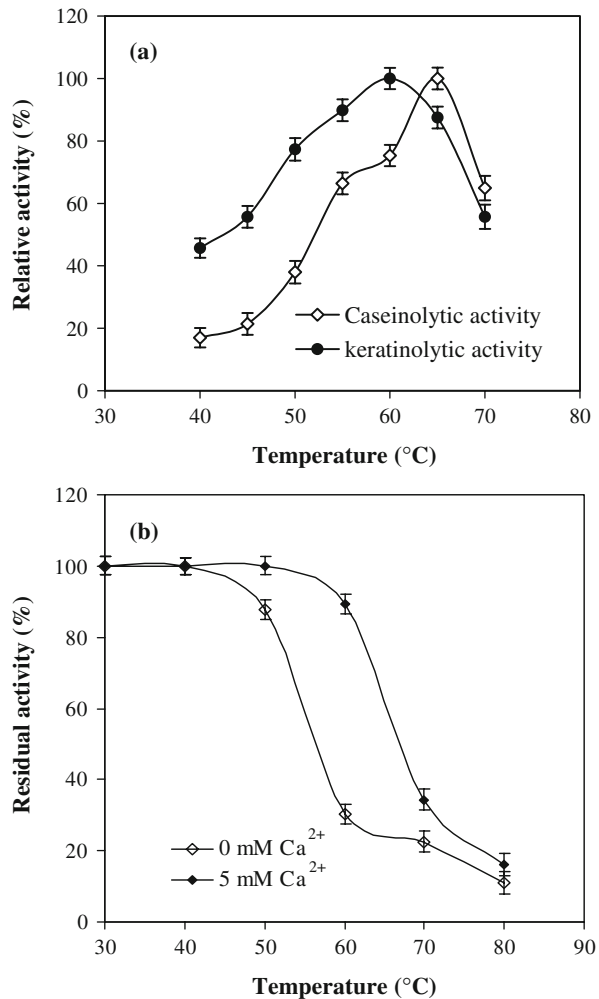 120
(a)
100
80
60
40
20
0
Relative activity (%)
Caseinolytic activity
keratinolytic activity
30 40 50 60 70 80
Temperature (°C)
120
(b)
100
80
60
40
20
0
Residual activity (%)
0 mM Ca²⁺
5 mM Ca²⁺
30 40 50 60 70 80 90
Temperature (°C)